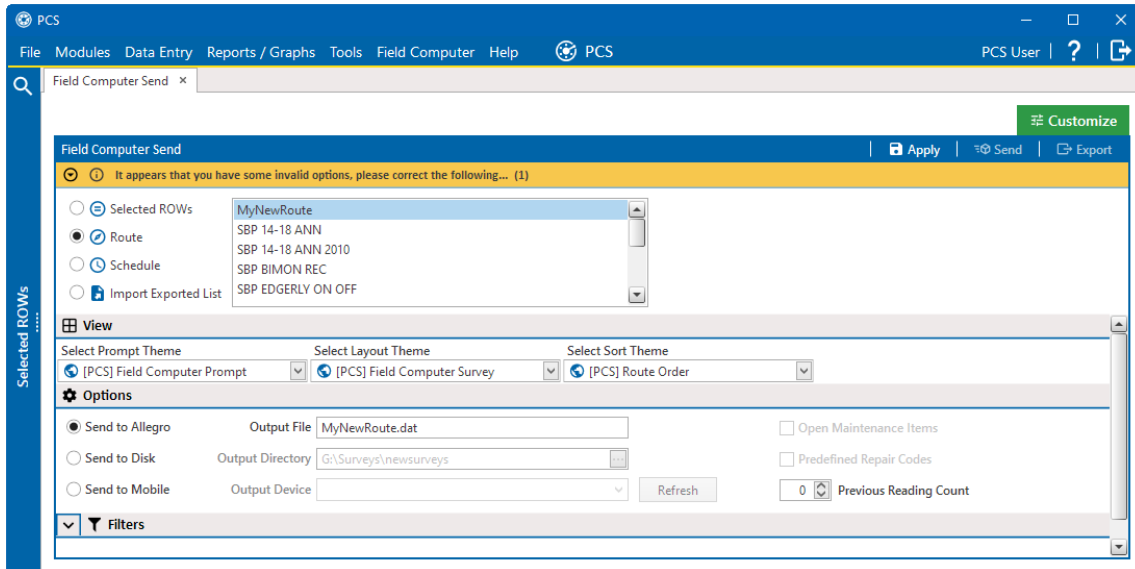 PCS
File Modules Data Entry Reports / Graphs Tools Field Computer Help PCS PCS User ?
Field Computer Send ×
Customize
Field Computer Send Apply Send Export
It appears that you have some invalid options, please correct the following... (1)
Selected ROWs
Route
Schedule
Import Exported List
MyNewRoute
SBP 14-18 ANN
SBP 14-18 ANN 2010
SBP BIMON REC
SBP EDGERLY ON OFF
Selected ROWs
View
Select Prompt Theme Select Layout Theme Select Sort Theme
[PCS] Field Computer Prompt [PCS] Field Computer Survey [PCS] Route Order
Options
Send to Allegro Output File MyNewRoute.dat Open Maintenance Items
Send to Disk Output Directory G:\Surveys\newsurveys ... Predefined Repair Codes
Send to Mobile Output Device Refresh 0 Previous Reading Count
Filters